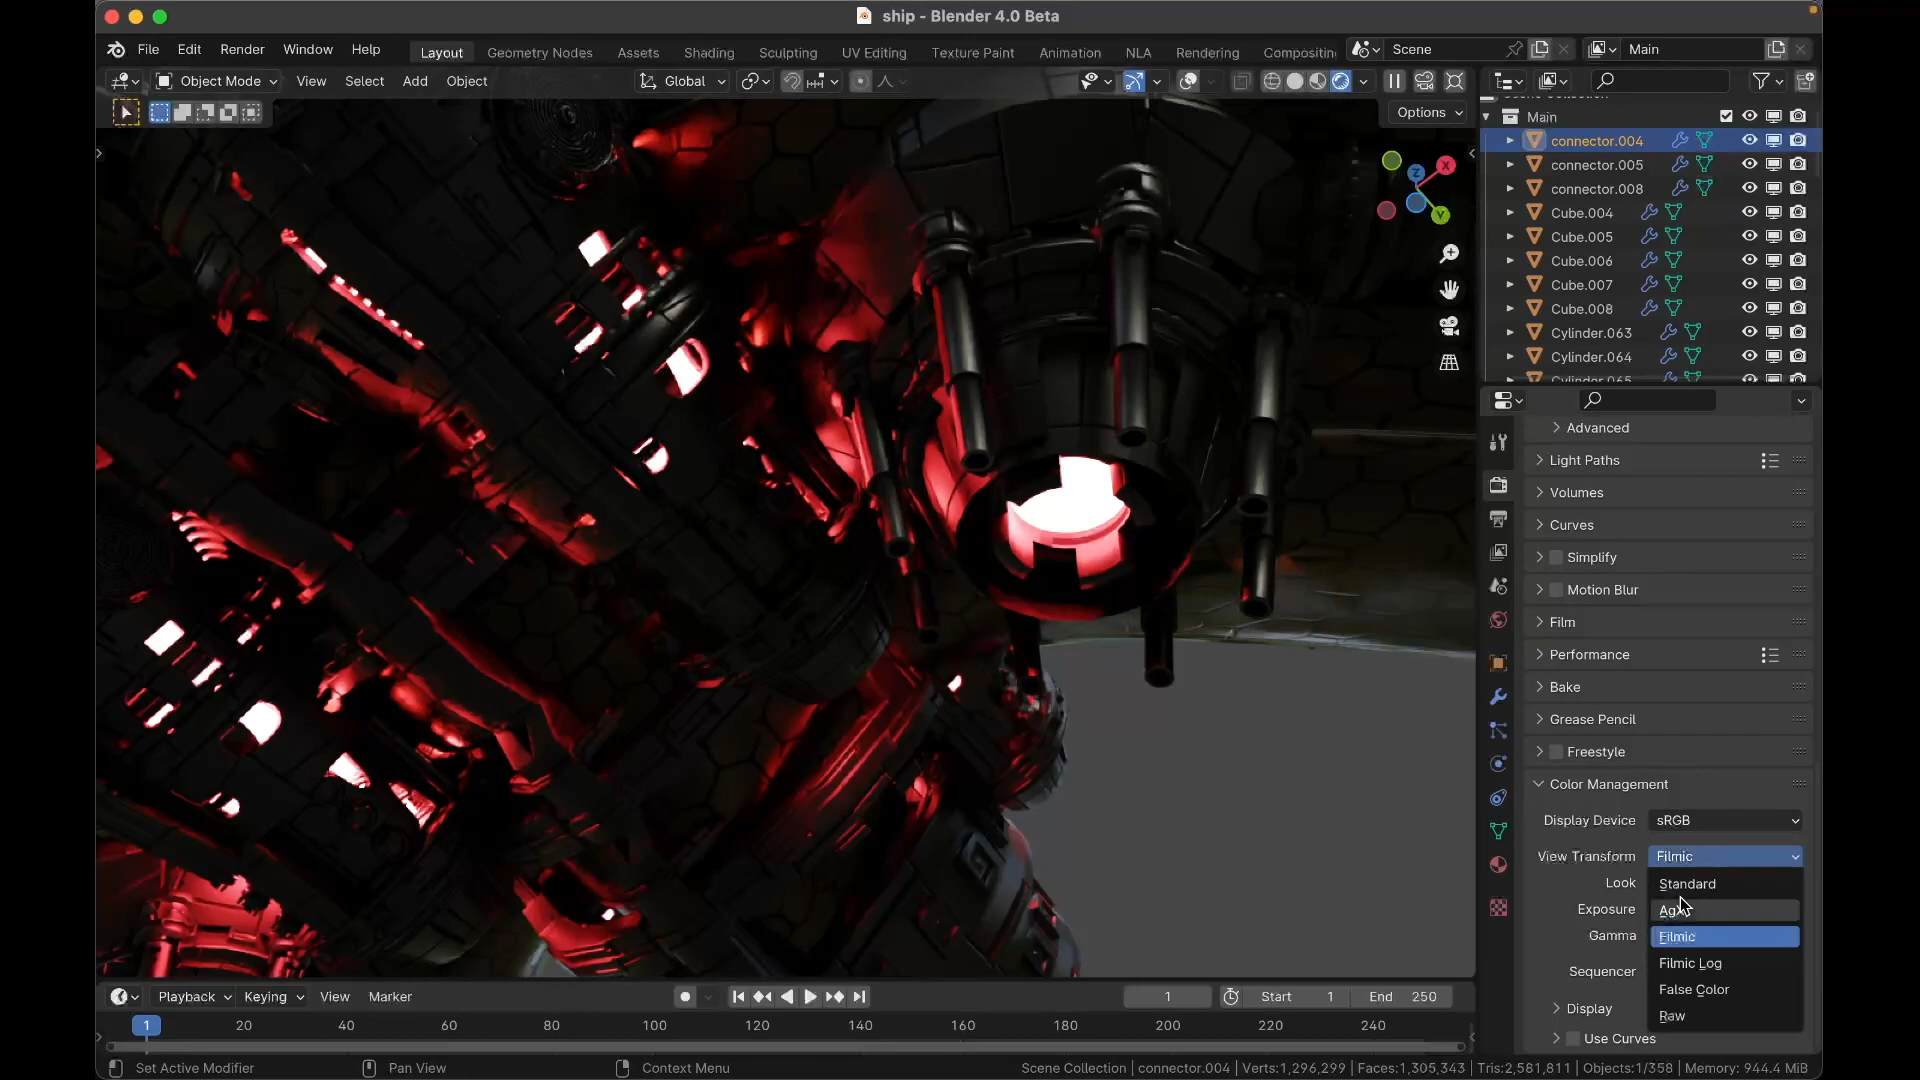 ship - Blender 4.0 Beta
File Edit Render Window Help
Layout Geometry Nodes Assets Shading Sculpting UV Editing Texture Paint Animation NLA Rendering
Scene Main
Object Mode View Select Add Object Global
Options
X
Z
Y
Main
connector.004
connector.005
connector.008
Cube.004
Cube.005
Cube.006
Cube.007
Cube.008
Cylinder.063
Cylinder.064
Cylinder.065
Advanced
Light Paths
Volumes
Curves
Simplify
Motion Blur
Film
Performance
Bake
Grease Pencil
Freestyle
Color Management
Display Device sRGB
View Transform Filmic
Look Standard
Exposure
Gamma Filmic
Filmic Log
Sequencer
False Color
Display Raw
Use Curves
Playback Keying View Marker
1 Start 1 End 250
1 20 40 60 80 100 120 140 160 180 200 220 240
Set Active Modifier Pan View Context Menu
Scene Collection | connector.004 | Verts:1,296,299 | Faces:1,305,343 | Tris:2,581,811 | Objects:1/358 | Memory: 944.4 MiB